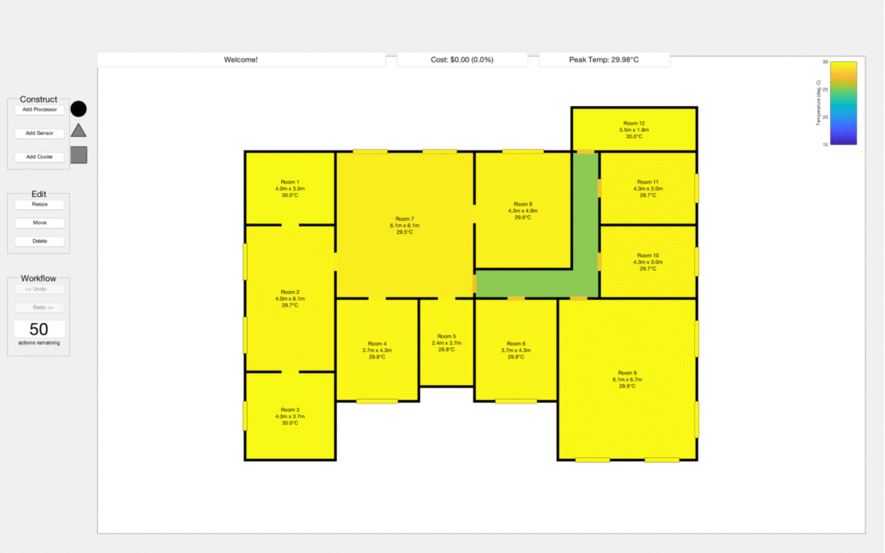 Welcome!
Cost: $0.00 (0.0%)
Peak Temp: 29.98°C
Construct
Add Processor
Add Sensor
Add Cooler
Edit
Resize
Move
Delete
Workflow
<< Undo
Redo >>
50
actions remaining
Room 1
4.0m x 3.0m
30.0°C
Room 2
4.0m x 6.1m
29.7°C
Room 3
4.0m x 3.7m
30.0°C
Room 7
6.1m x 6.1m
29.5°C
Room 4
3.7m x 4.3m
29.8°C
Room 5
2.4m x 3.7m
29.8°C
Room 8
4.3m x 4.9m
29.6°C
Room 6
3.7m x 4.3m
29.8°C
Room 12
5.5m x 1.8m
30.0°C
Room 11
4.3m x 3.0m
29.7°C
Room 10
4.3m x 3.0m
29.7°C
Room 9
6.1m x 6.7m
29.9°C
Temperature (deg. C)
30
25
20
15